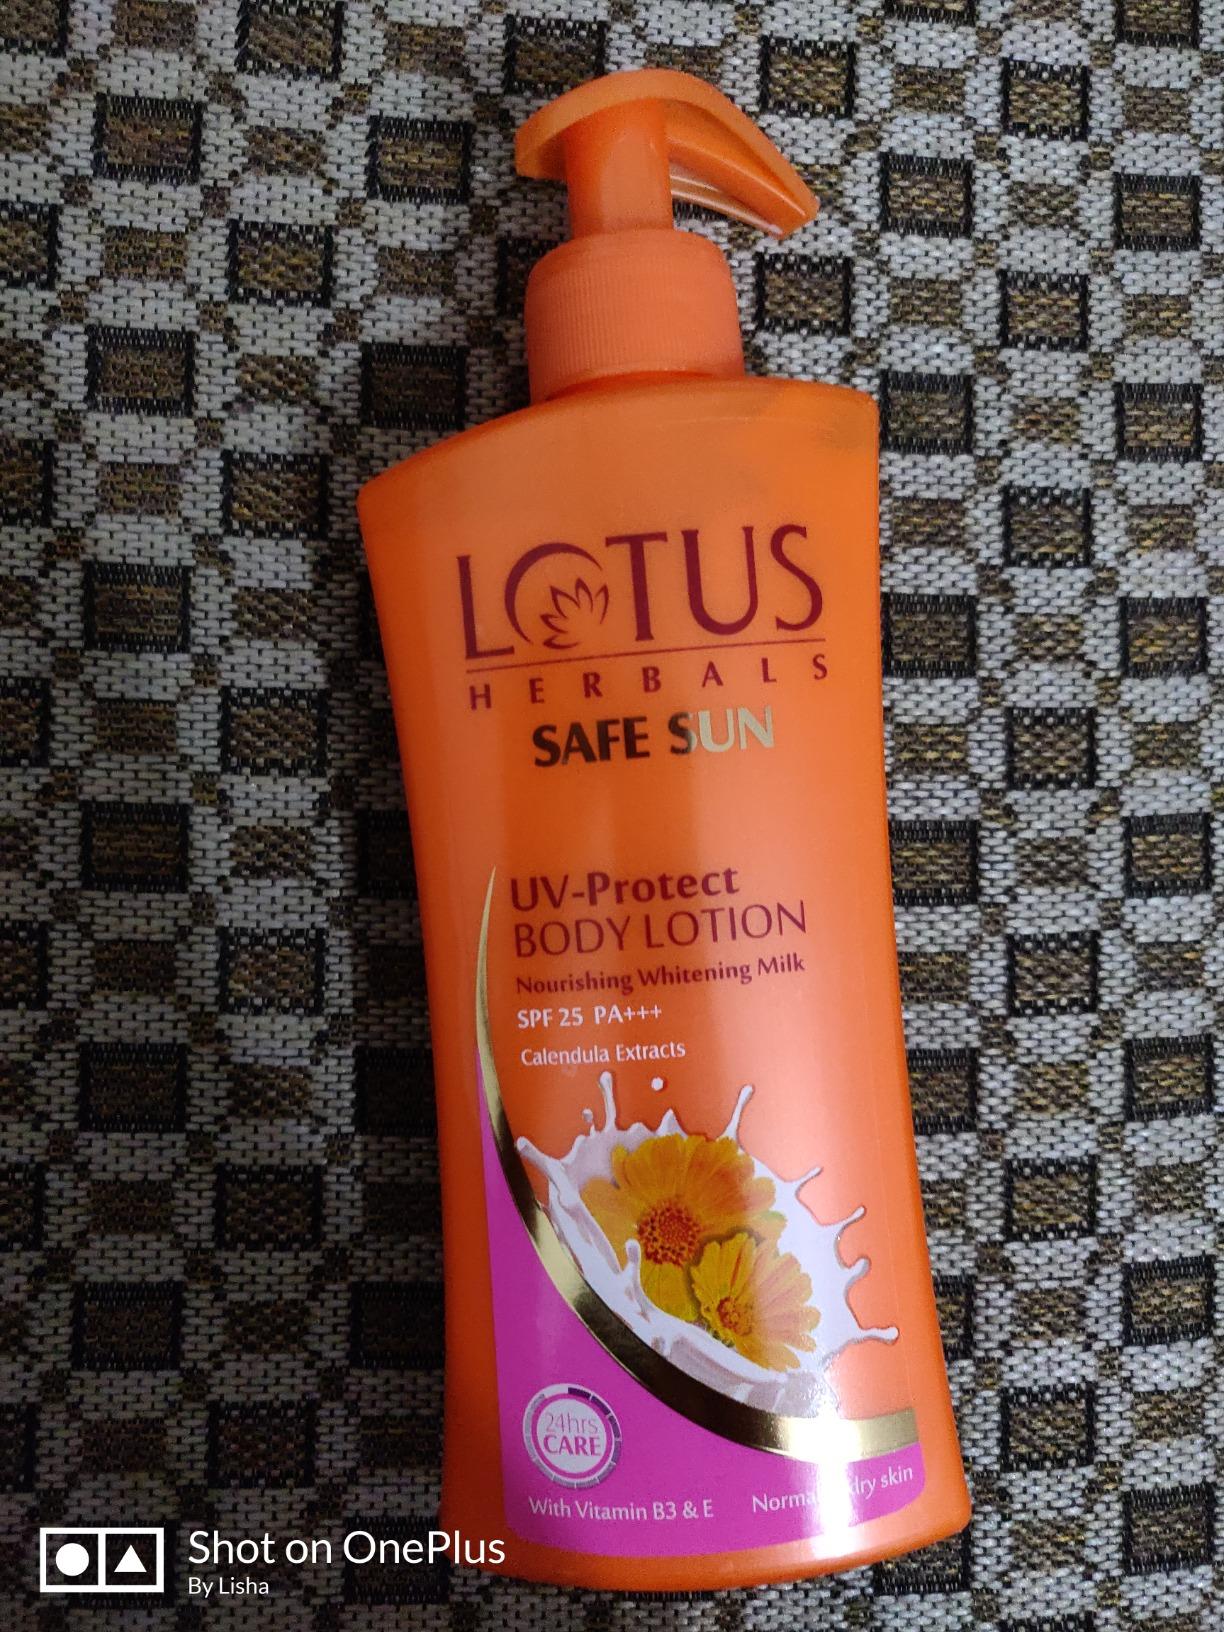 LOTUS
HERBALS
SAFE SUN
UV-Protect
BODY LOTION
Nourishing Whitening Milk
SPF 25 PA+++
Calendula Extracts
24hrs
CARE
With Vitamin B3 & E
dry skin
Shot on OnePlus
By Lisha